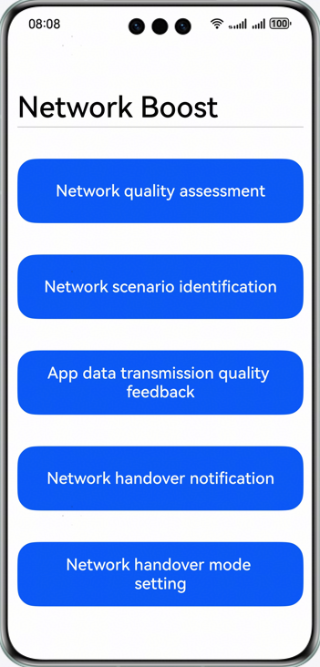 08:08
100
Network Boost
Network quality assessment
Network scenario identification
App data transmission quality
feedback
Network handover notification
Network handover mode
setting